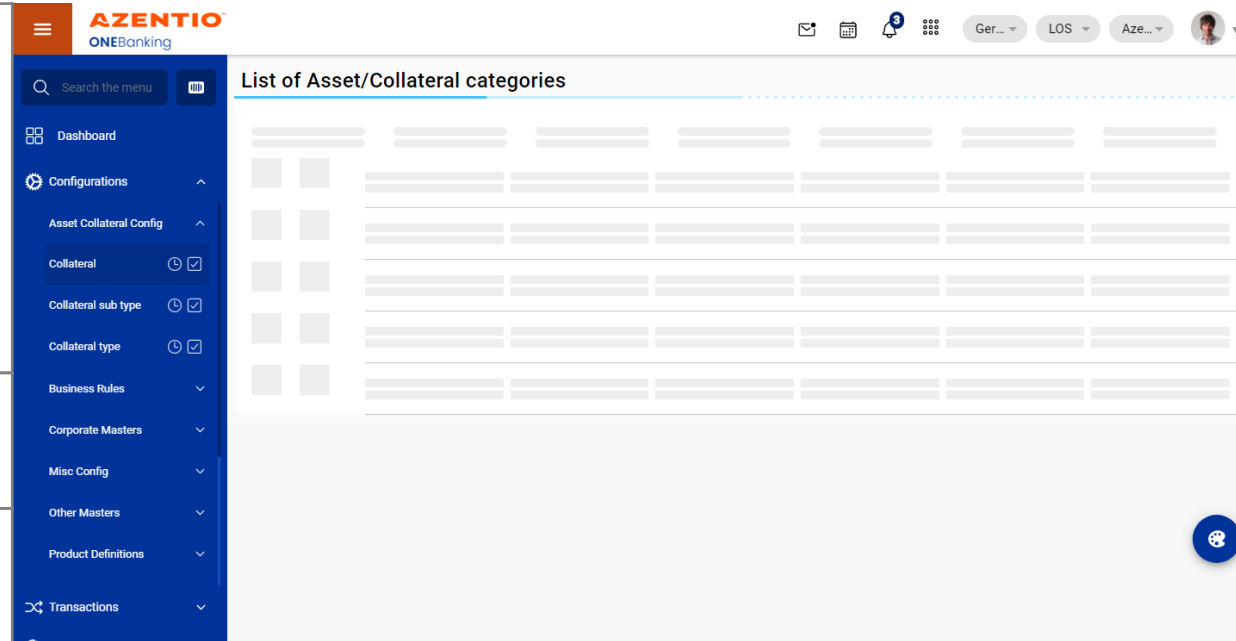 AZENTIO
ONEBanking
3
Ger...
LOS
Aze...
Search the menu
List of Asset/Collateral categories
Dashboard
Configurations
Asset Collateral Config
Collateral
Collateral sub type
Collateral type
Business Rules
Corporate Masters
Misc Config
Other Masters
Product Definitions
Transactions